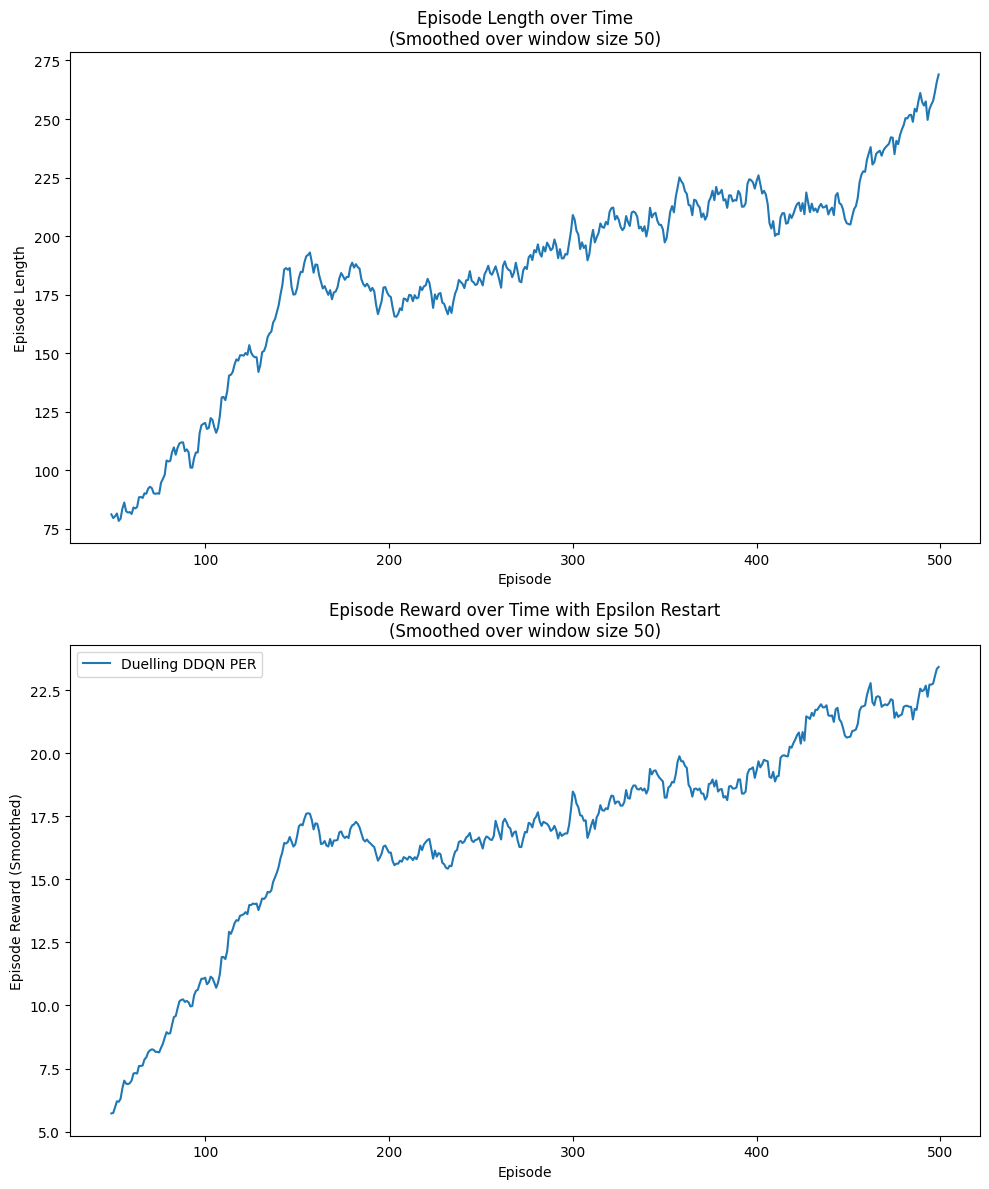 Episode Length over Time
(Smoothed over window size 50)
275
250
225
200
175
150
125
100
75
Episode Length
100 200 300 400 500
Episode
Episode Reward over Time with Epsilon Restart
(Smoothed over window size 50)
Duelling DDQN PER
22.5
20.0
17.5
15.0
12.5
10.0
7.5
5.0
Episode Reward (Smoothed)
100 200 300 400 500
Episode